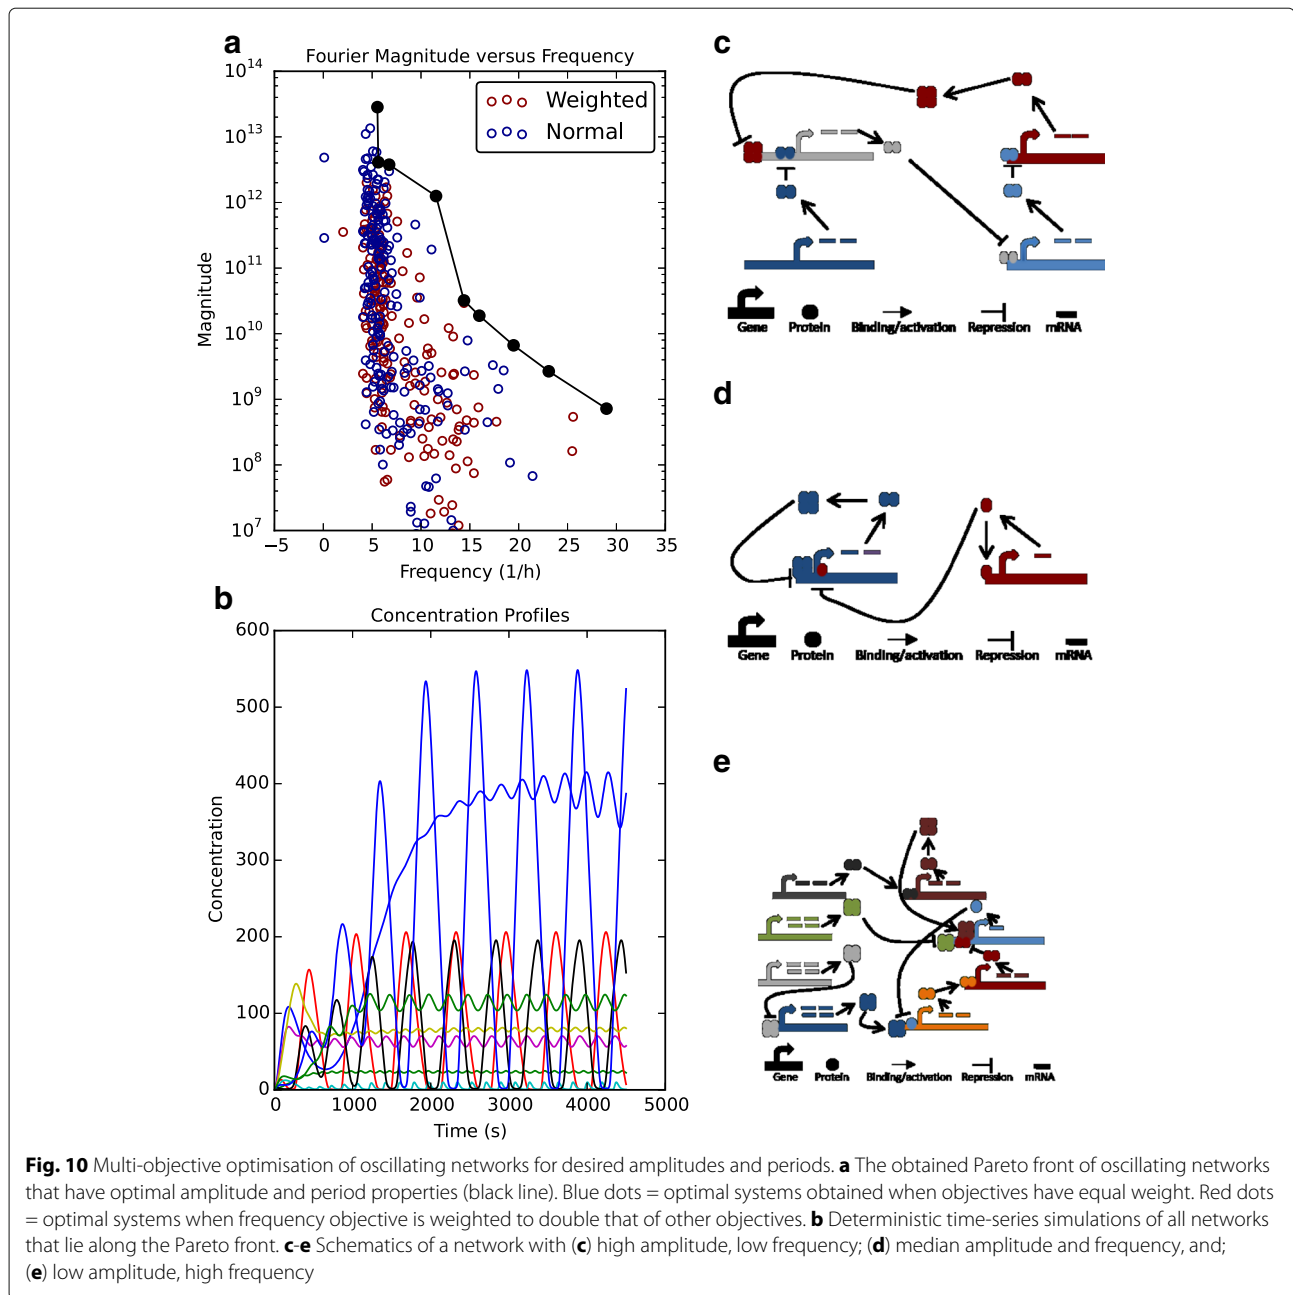 a
Fourier Magnitude versus Frequency
10^14
10^13
10^12
10^11
10^10
10^9
10^8
10^7
Magnitude
Weighted
Normal
−5 0 5 10 15 20 25 30 35
Frequency (1/h)
b
Concentration Profiles
600
500
400
300
200
100
0
Concentration
0 1000 2000 3000 4000 5000
Time (s)
c
Gene Protein Binding/activation Repression mRNA
d
Gene Protein Binding/activation Repression mRNA
e
Gene Protein Binding/activation Repression mRNA
Fig. 10 Multi-objective optimisation of oscillating networks for desired amplitudes and periods. a The obtained Pareto front of oscillating networks
that have optimal amplitude and period properties (black line). Blue dots = optimal systems obtained when objectives have equal weight. Red dots
= optimal systems when frequency objective is weighted to double that of other objectives. b Deterministic time-series simulations of all networks
that lie along the Pareto front. c-e Schematics of a network with (c) high amplitude, low frequency; (d) median amplitude and frequency, and;
(e) low amplitude, high frequency